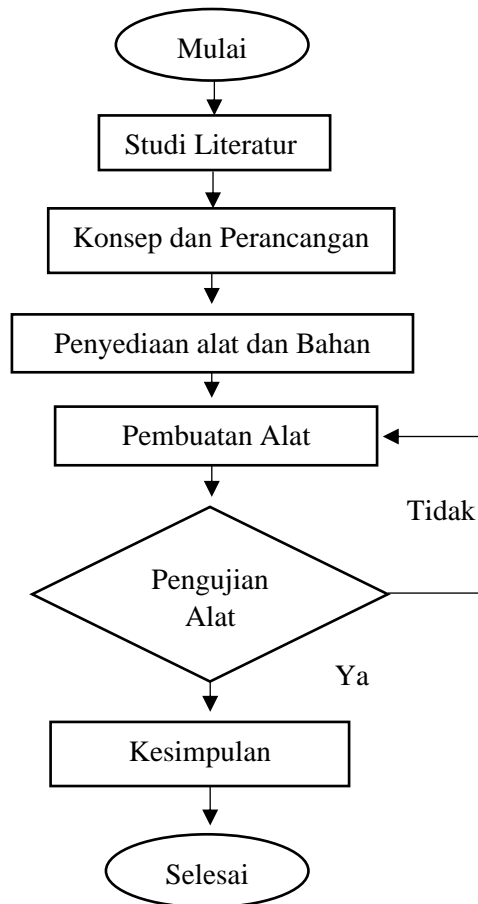 Mulai
Studi Literatur
Konsep dan Perancangan
Penyediaan alat dan Bahan
Pembuatan Alat
Tidak
Pengujian
Alat
Ya
Kesimpulan
Selesai